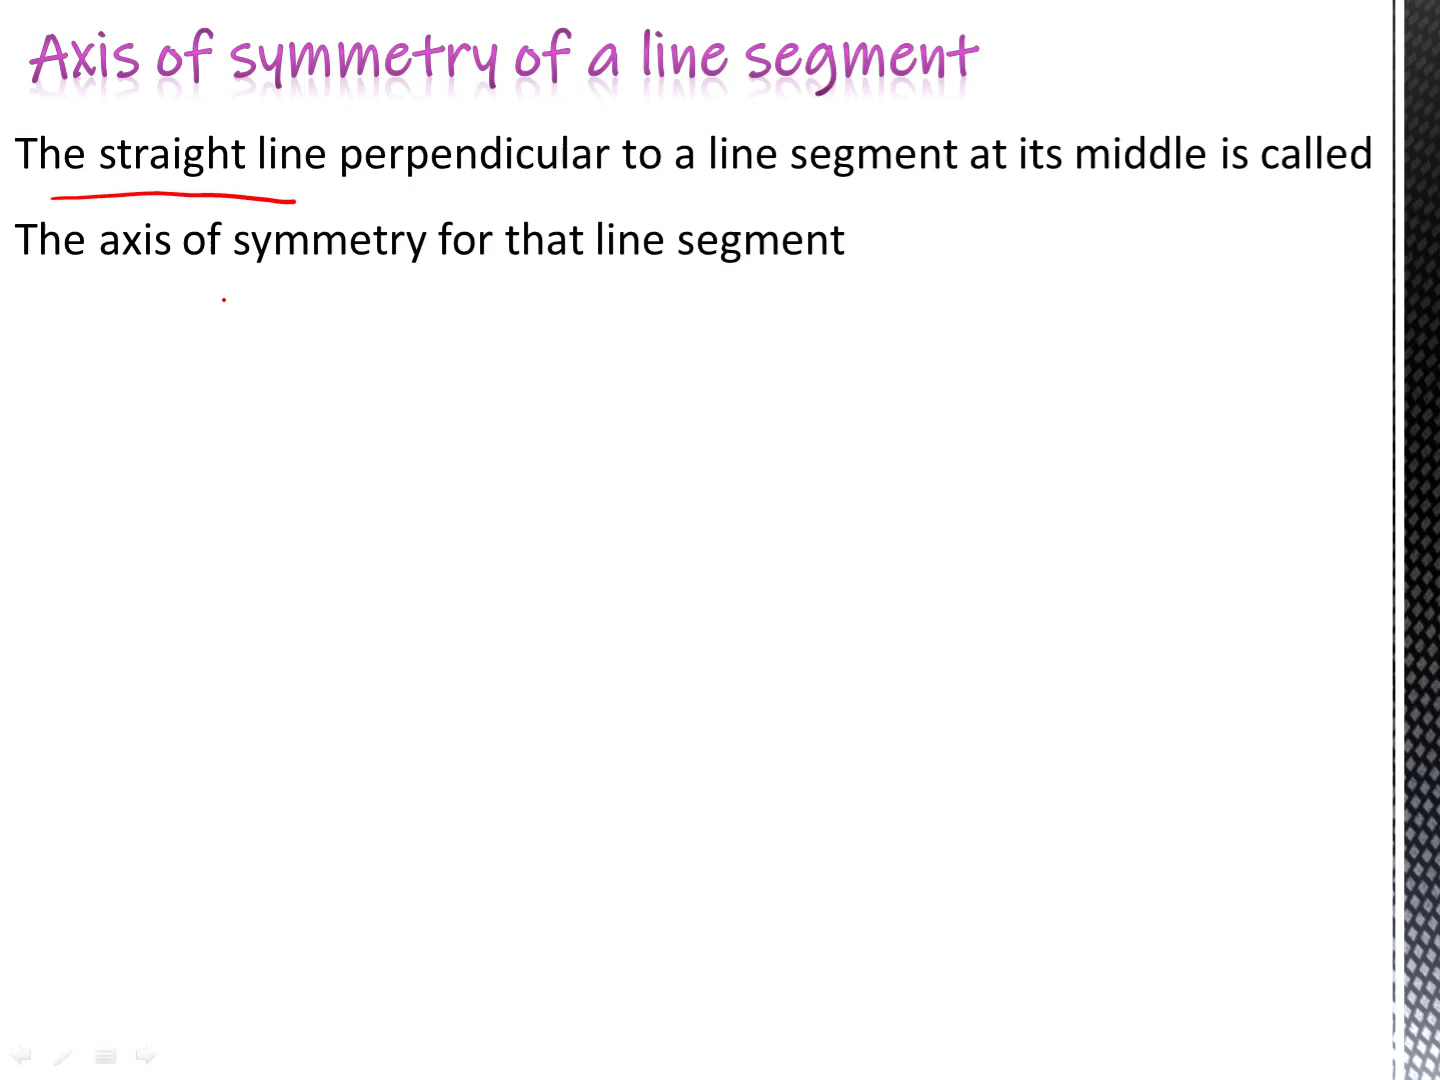 Axis of symmetry of a line segment
The straight line perpendicular to a line segment at its middle is called
The axis of symmetry for that line segment